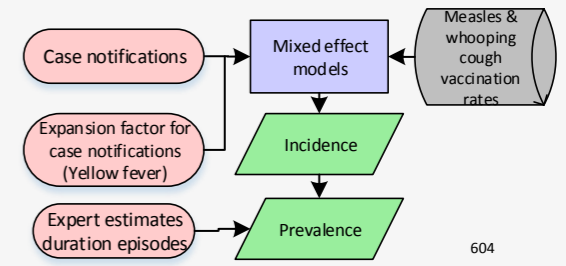 Case notifications
Mixed effect
models
Measles &
whooping
cough
vaccination
rates
Expansion factor for
case notifications
(Yellow fever)
Incidence
Expert estimates
duration episodes
Prevalence
604